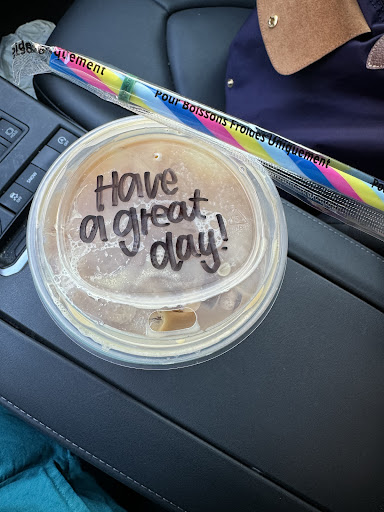 Pour Boissons Froides Uniquement
Have
a great
day!